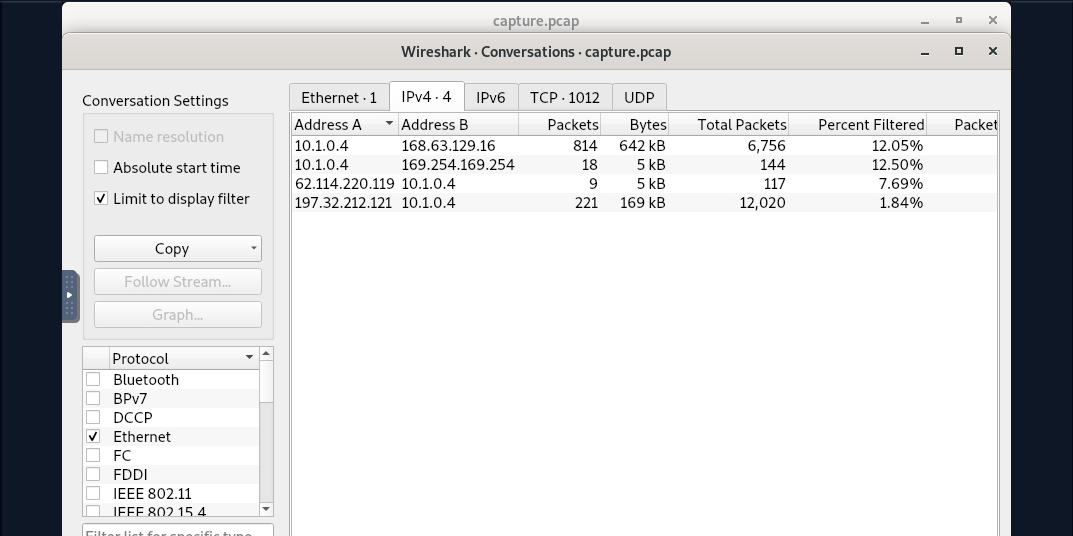 capture.pcap
Wireshark · Conversations · capture.pcap
Conversation Settings
Name resolution
Absolute start time
Limit to display filter
Copy
Follow Stream...
Graph...
Protocol
Bluetooth
BPv7
DCCP
Ethernet
FC
FDDI
IEEE 802.11
IEEE 802.15.4
Filter list for specific type
Ethernet · 1 IPv4 · 4 IPv6 TCP · 1012 UDP
Address A Address B Packets Bytes Total Packets Percent Filtered Packet
10.1.0.4 168.63.129.16 814 642 kB 6,756 12.05%
10.1.0.4 169.254.169.254 18 5 kB 144 12.50%
62.114.220.119 10.1.0.4 9 5 kB 117 7.69%
197.32.212.121 10.1.0.4 221 169 kB 12,020 1.84%